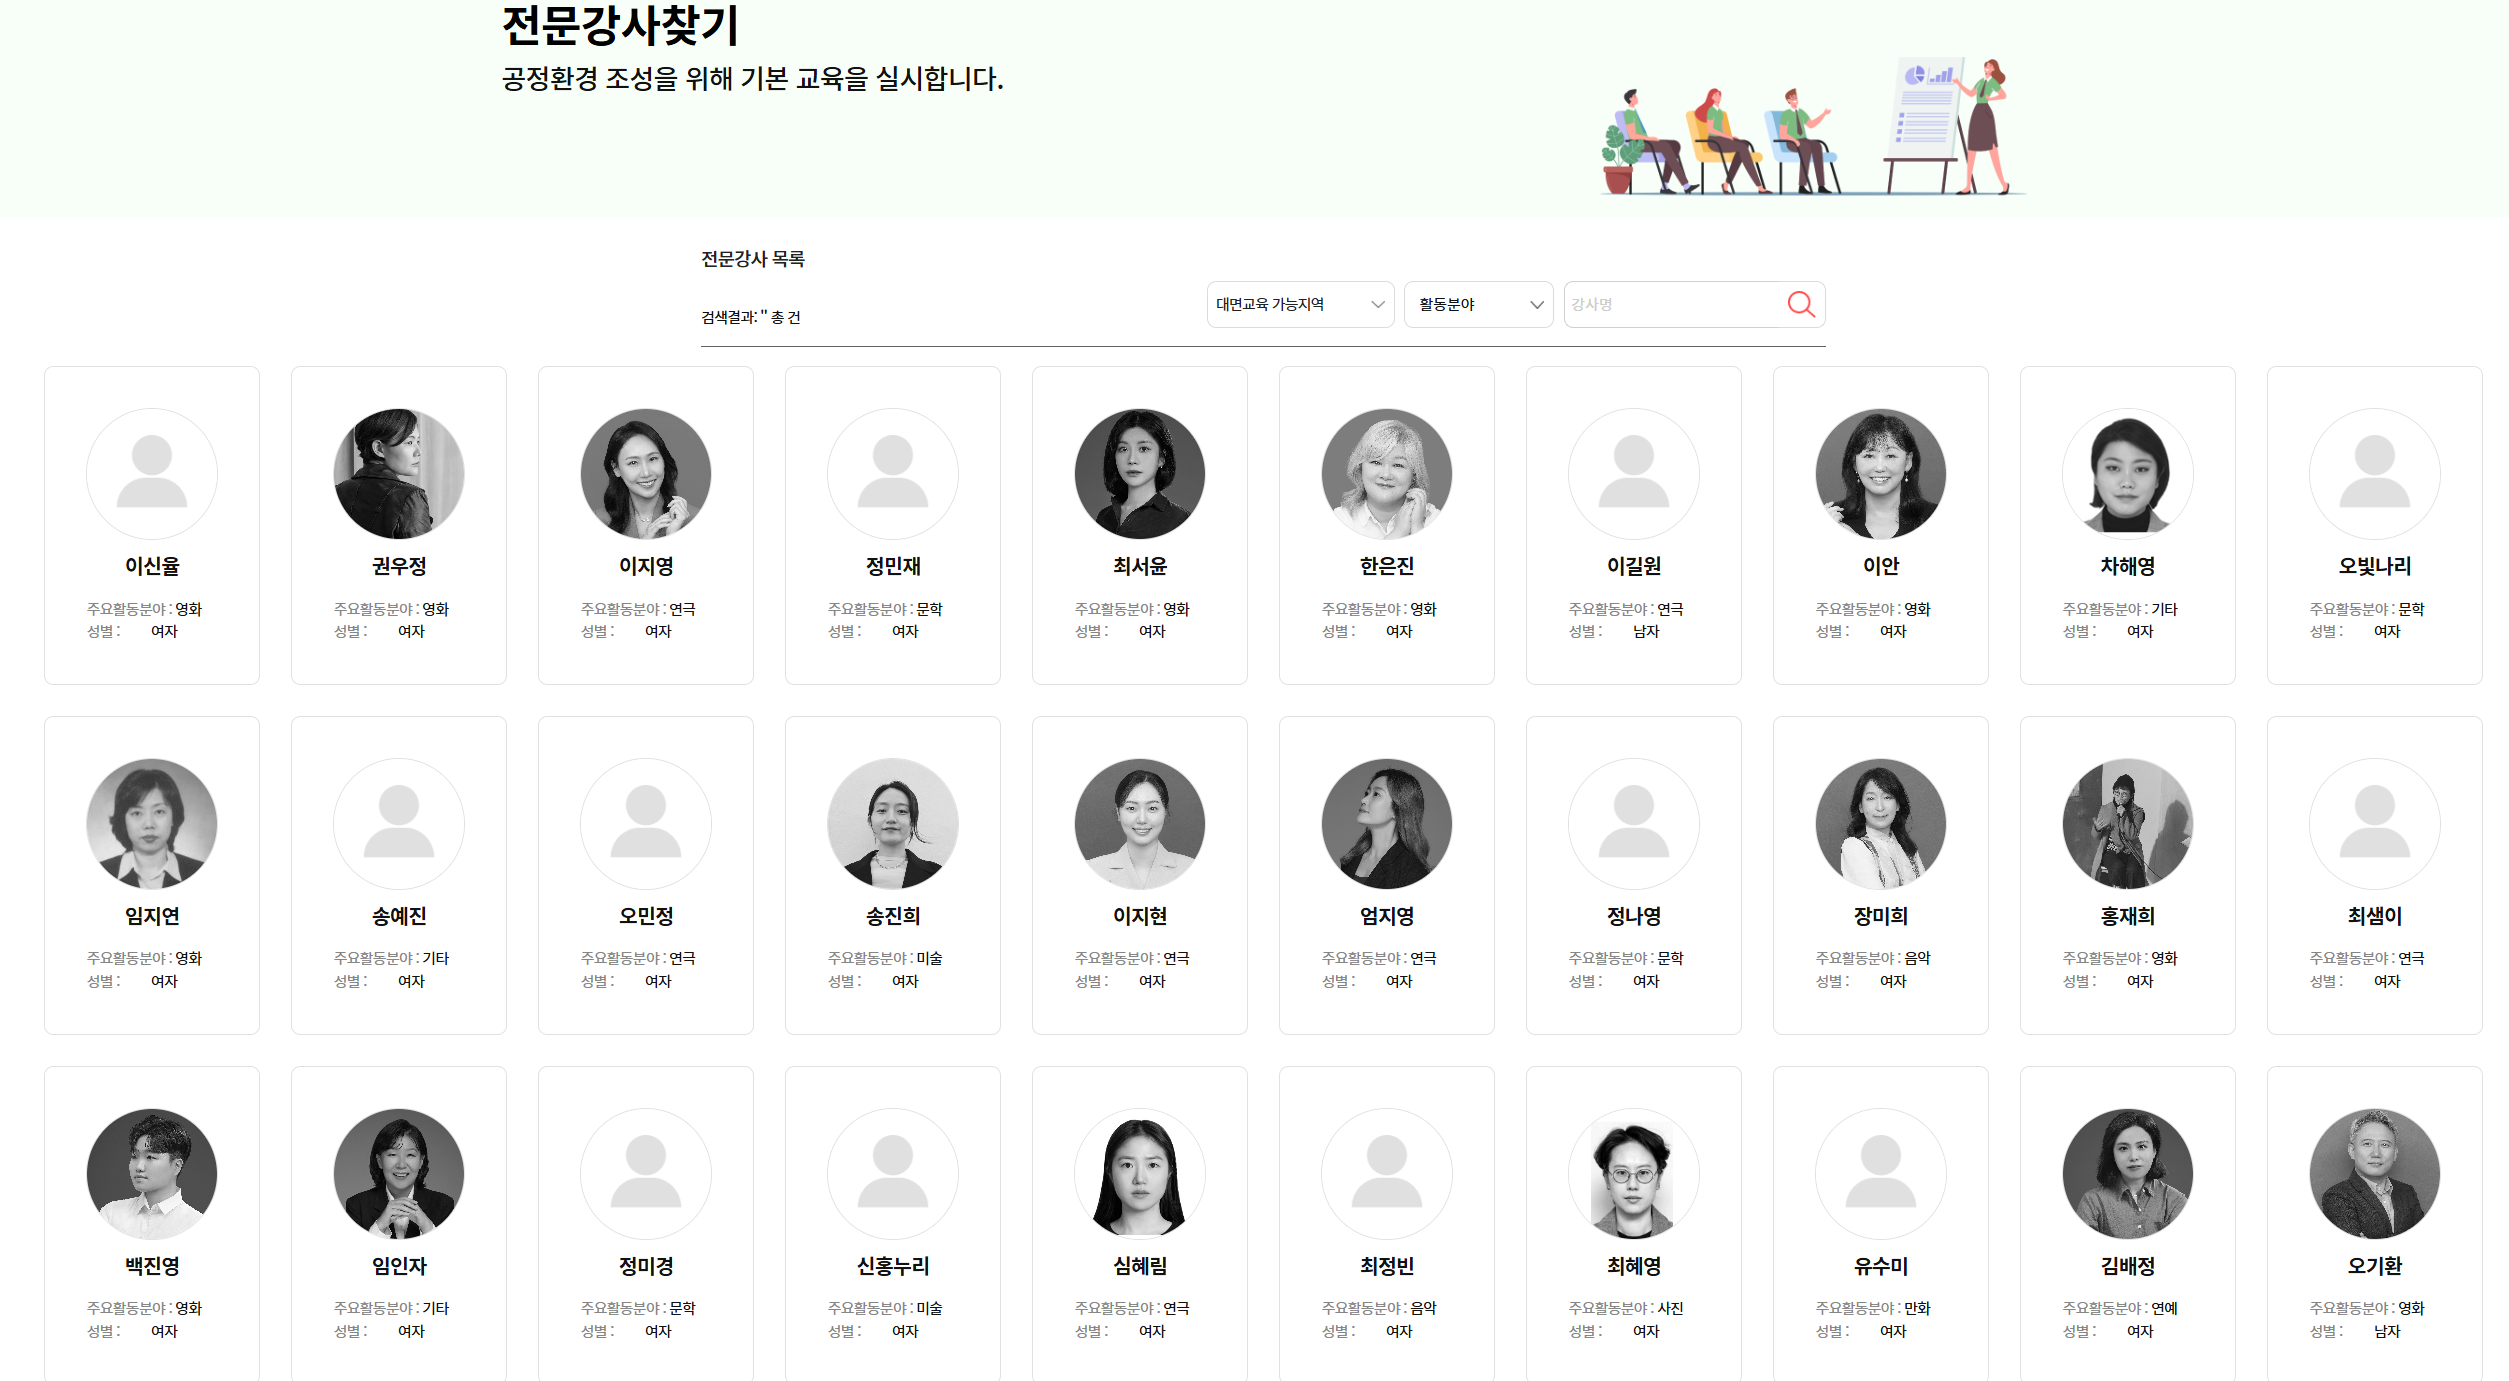 전문강사찾기
공정환경 조성을 위해 기본 교육을 실시합니다.
전문강사 목록
검색결과: '' 총 건
대면교육 가능지역
활동분야
강사명
이신율
주요활동분야 : 영화
성별 : 여자
권우정
주요활동분야 : 영화
성별 : 여자
이지영
주요활동분야 : 연극
성별 : 여자
정민재
주요활동분야 : 문학
성별 : 여자
최서윤
주요활동분야 : 영화
성별 : 여자
한은진
주요활동분야 : 영화
성별 : 여자
이길원
주요활동분야 : 연극
성별 : 남자
이안
주요활동분야 : 영화
성별 : 여자
차해영
주요활동분야 : 기타
성별 : 여자
오빛나리
주요활동분야 : 문학
성별 : 여자
임지연
주요활동분야 : 영화
성별 : 여자
송예진
주요활동분야 : 기타
성별 : 여자
오민정
주요활동분야 : 연극
성별 : 여자
송진희
주요활동분야 : 미술
성별 : 여자
이지현
주요활동분야 : 연극
성별 : 여자
엄지영
주요활동분야 : 연극
성별 : 여자
정나영
주요활동분야 : 문학
성별 : 여자
장미희
주요활동분야 : 음악
성별 : 여자
홍재희
주요활동분야 : 영화
성별 : 여자
최샘이
주요활동분야 : 연극
성별 : 여자
백진영
주요활동분야 : 영화
성별 : 여자
임인자
주요활동분야 : 기타
성별 : 여자
정미경
주요활동분야 : 문학
성별 : 여자
신홍누리
주요활동분야 : 미술
성별 : 여자
심혜림
주요활동분야 : 연극
성별 : 여자
최정빈
주요활동분야 : 음악
성별 : 여자
최혜영
주요활동분야 : 사진
성별 : 여자
유수미
주요활동분야 : 만화
성별 : 여자
김배정
주요활동분야 : 연예
성별 : 여자
오기환
주요활동분야 : 영화
성별 : 남자